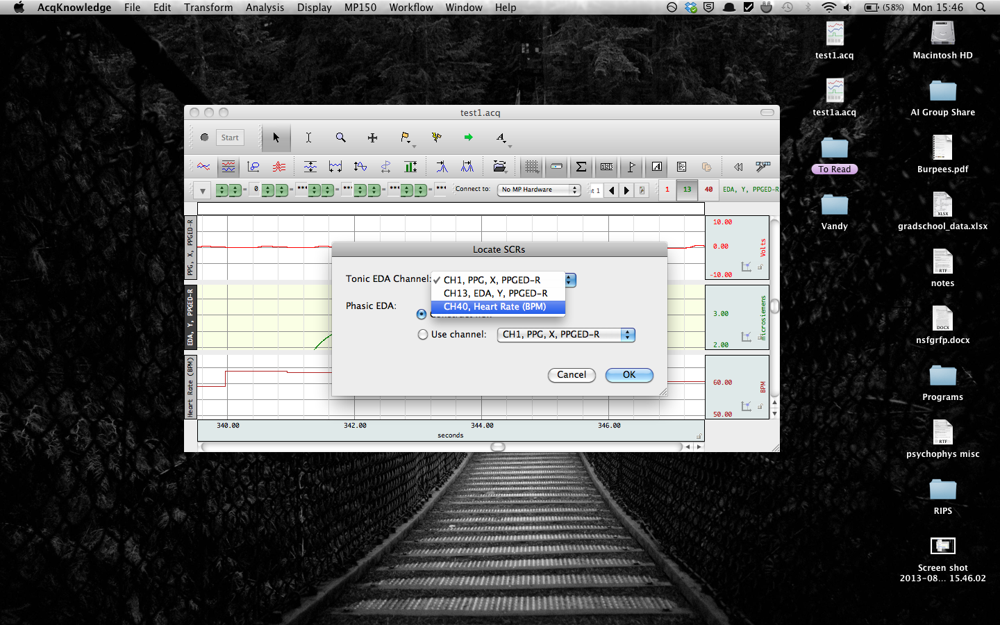 AcqKnowledge File Edit Transform Analysis Display MP150 Workflow Window Help
(58%) Mon 15:46
test1.acq
Macintosh HD
test1a.acq
AI Group Share
To Read
Burpees.pdf
Vandy
XLSX
gradschool_data.xlsx
RTF
notes
DOCX
nsfgrfp.docx
Programs
RTF
psychophys misc
RIPS
Screen shot
2013-08... 15.46.02
test1.acq
Start
= 0 = *** = *** = *** = *** Connect to: No MP Hardware 1 13 40 EDA, Y, PPGED-R
PPG, X, PPGED-R
10.00
0.00
-10.00
Volts
EDA, Y, PPGED-R
3.00
2.00
microsiemens
Heart Rate (BPM)
60.00
50.00
BPM
340.00 342.00 344.00 346.00
seconds
Locate SCRs
Tonic EDA Channel:
CH1, PPG, X, PPGED-R
CH13, EDA, Y, PPGED-R
CH40, Heart Rate (BPM)
Phasic EDA:
Use channel: CH1, PPG, X, PPGED-R
Cancel OK